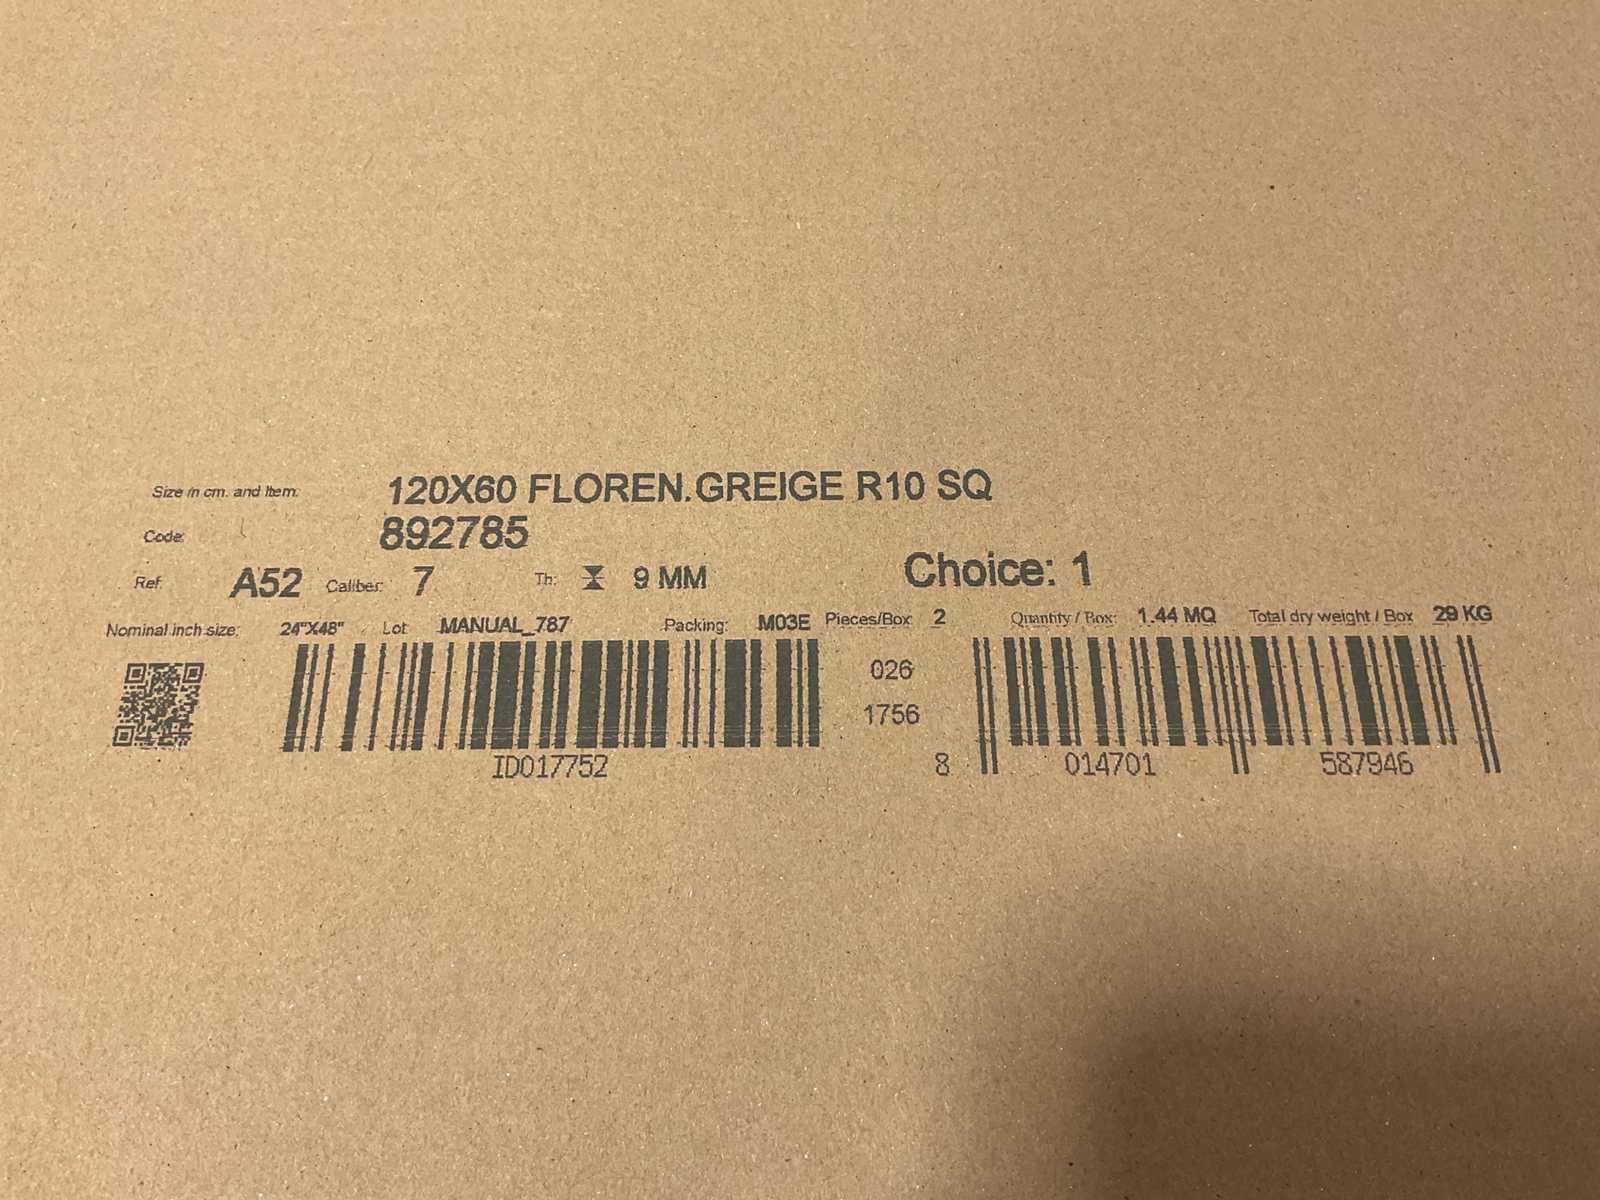 Size in cm. and Item: 120X60 FLOREN.GREIGE R10 SQ
Code: 892785
Ref: A52 Caliber: 7 Th: 9 MM Choice: 1
Nominal inch size: 24"X48" Lot: MANUAL_787 Packing: M03E Pieces/Box: 2 Quantity / Box: 1.44 MQ Total dry weight / Box 29 KG
026
1756
ID017752 8 014701 587946